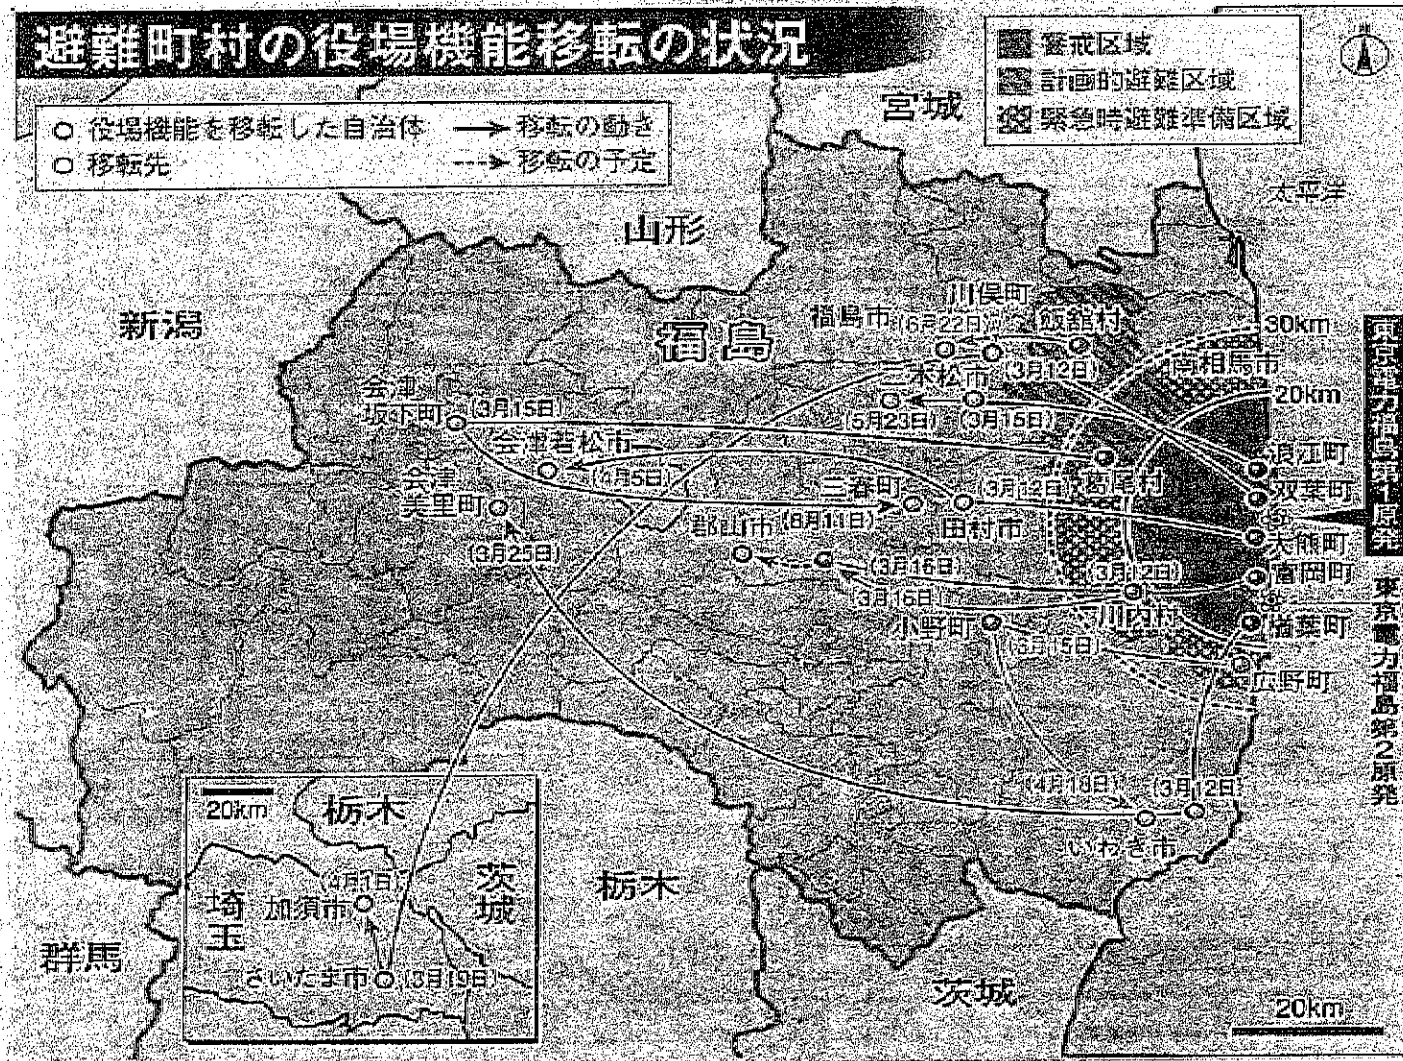 避難町村の役場機能移転の状況
役場機能を移転した自治体
移転の動き
移転先
移転の予定
警戒区域
計画的避難区域
緊急時避難準備区域
北
宮城
太平洋
山形
新潟
福島
川俣町
福島市
(6月22日)
飯舘村
30km
(3月12日)
南相馬市
二本松市
20km
(5月23日)
(3月15日)
会津
坂下町
(3月15日)
会津若松市
(4月5日)
会津
美里町
(3月25日)
三春町
(3月12日
葛尾村
浪江町
双葉町
郡山市
田村市
大熊町
(3月16日)
(3月16日)
(3月12日)
富岡町
小野町
川内村
楢葉町
(3月15日)
広野町
東京電力福島第1原発
東京電力福島第2原発
(3月12日)
いわき市
20km
栃木
(4月1日)
加須市
埼玉
茨城
さいたま市
(3月19日)
栃木
群馬
茨城
20km